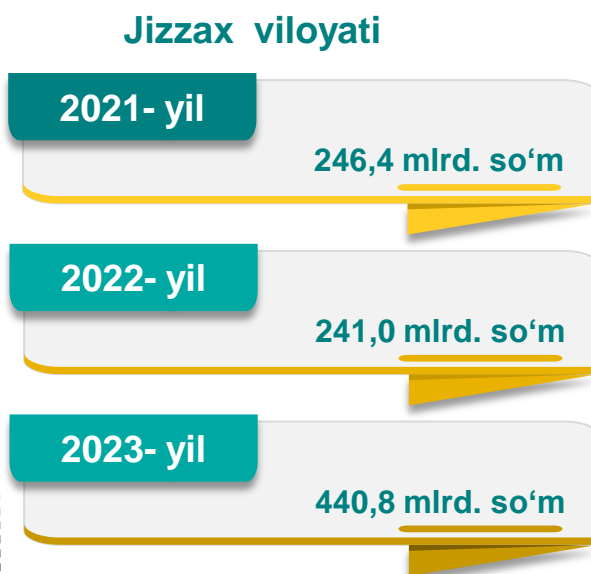 Jizzax viloyati
2021- yil
246,4 mlrd. so‘m
2022- yil
241,0 mlrd. so‘m
2023- yil
440,8 mlrd. so‘m